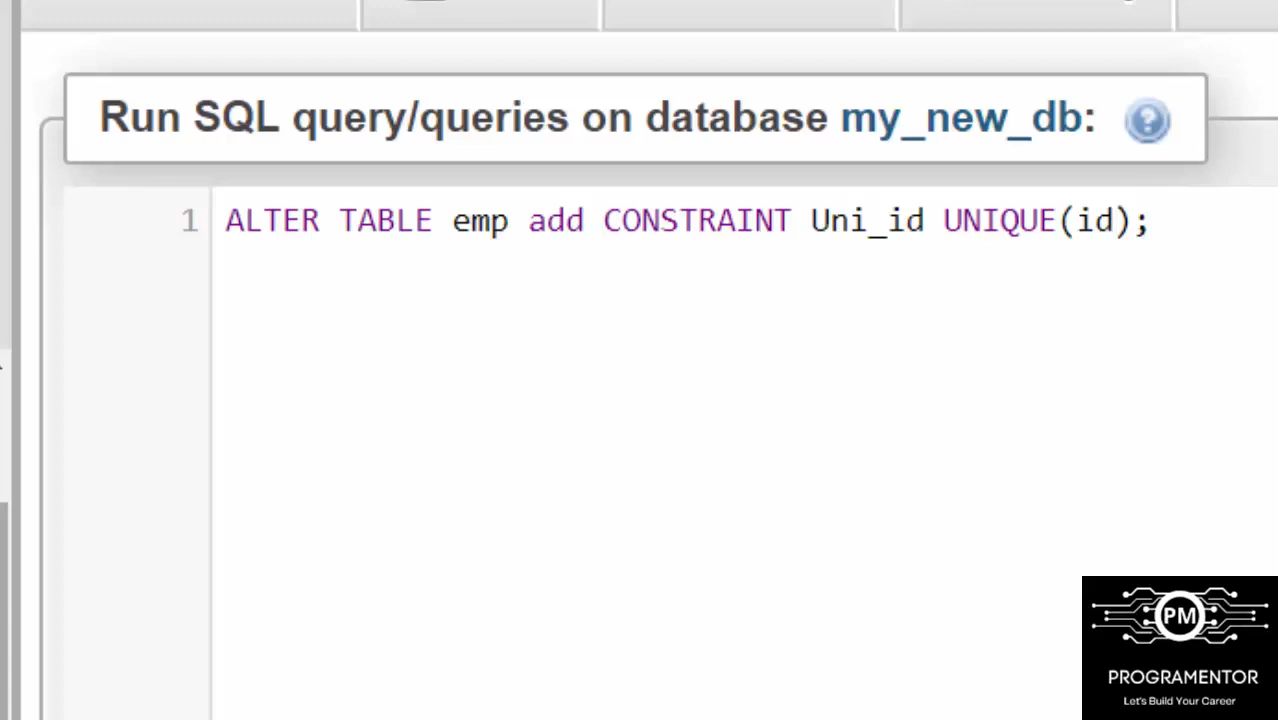 Run SQL query/queries on database my_new_db:
1 ALTER TABLE emp add CONSTRAINT Uni_id UNIQUE(id);
PM
PROGRAMENTOR
Let's Build Your Career